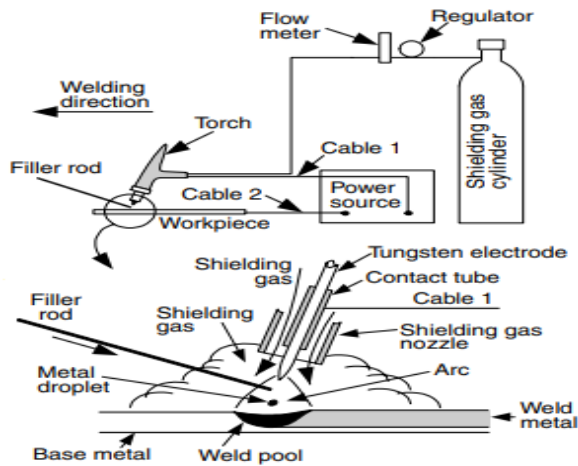 Flow
meter
Regulator
Welding
direction
Torch
Shielding gas
cylinder
Cable 1
Filler rod
Cable 2
Power
source
Workpiece
Shielding
gas
Tungsten electrode
Contact tube
Cable 1
Filler
rod
Shielding
gas
Shielding gas
nozzle
Metal
droplet
Arc
Weld
metal
Base metal
Weld pool